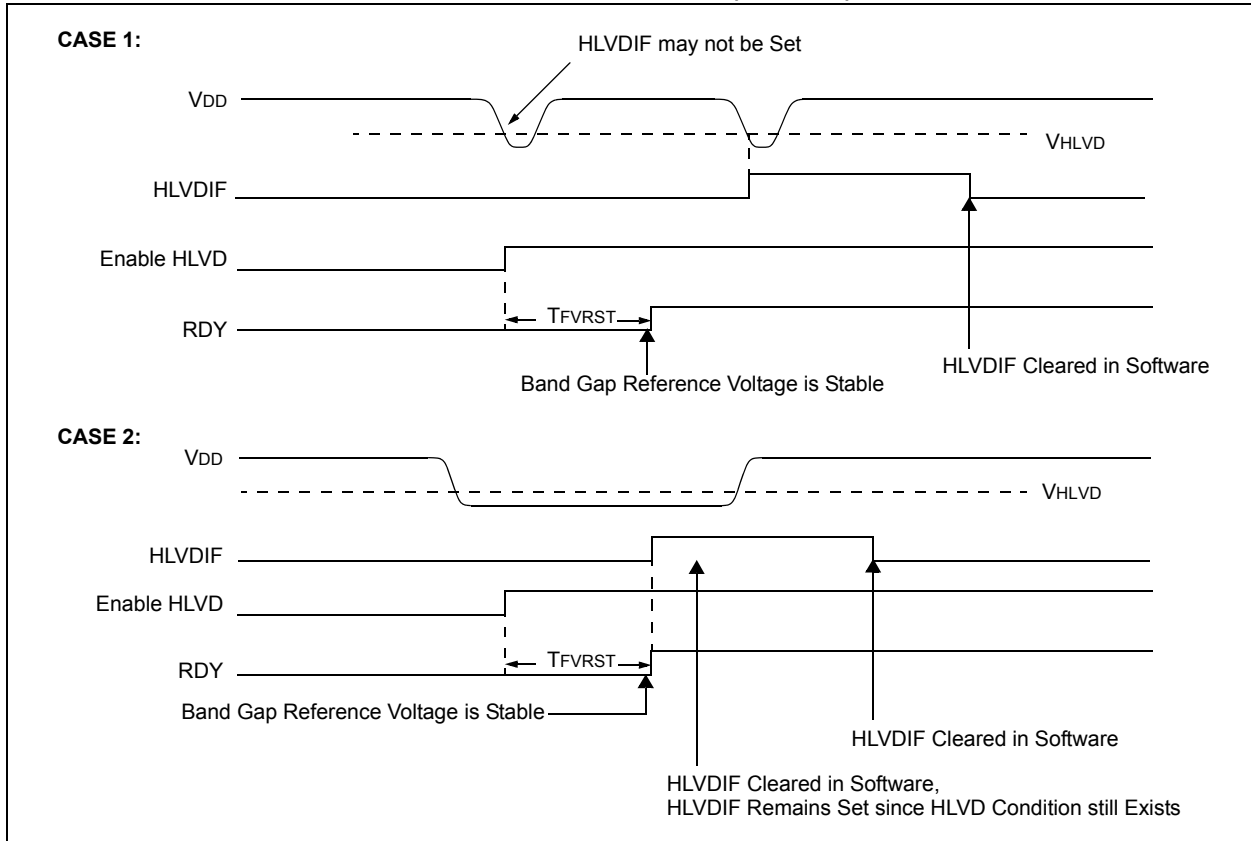 CASE 1:
HLVDIF may not be Set
VDD
VHLVD
HLVDIF
Enable HLVD
TFVRST
RDY
Band Gap Reference Voltage is Stable
HLVDIF Cleared in Software
CASE 2:
VDD
VHLVD
HLVDIF
Enable HLVD
TFVRST
RDY
Band Gap Reference Voltage is Stable
HLVDIF Cleared in Software
HLVDIF Cleared in Software,
HLVDIF Remains Set since HLVD Condition still Exists